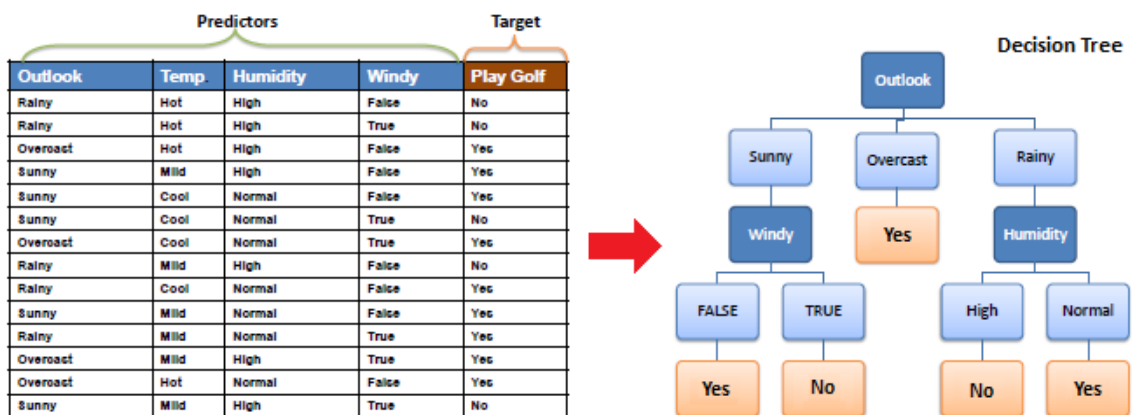 Predictors Target
Outlook Temp. Humidity Windy Play Golf
Rainy Hot High False No
Rainy Hot High True No
Overcast Hot High False Yes
Sunny Mild High False Yes
Sunny Cool Normal False Yes
Sunny Cool Normal True No
Overcast Cool Normal True Yes
Rainy Mild High False No
Rainy Cool Normal False Yes
Sunny Mild Normal False Yes
Rainy Mild Normal True Yes
Overcast Mild High True Yes
Overcast Hot Normal False Yes
Sunny Mild High True No
Decision Tree
Outlook
Sunny Overcast Rainy
Windy Yes Humidity
FALSE TRUE High Normal
Yes No No Yes